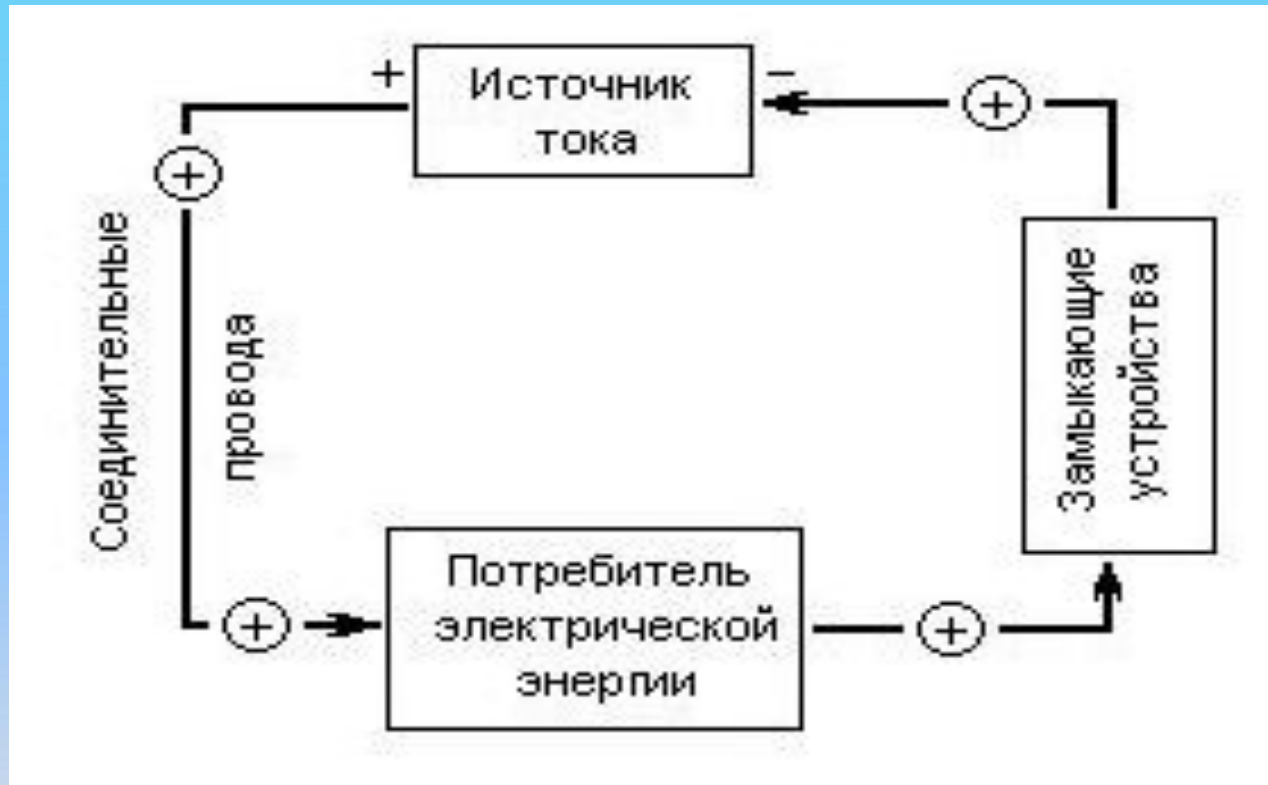 +
Источник
тока
−
+
+
Соединительные
провода
Замыкающие
устройства
+
Потребитель
электрической
энергии
+